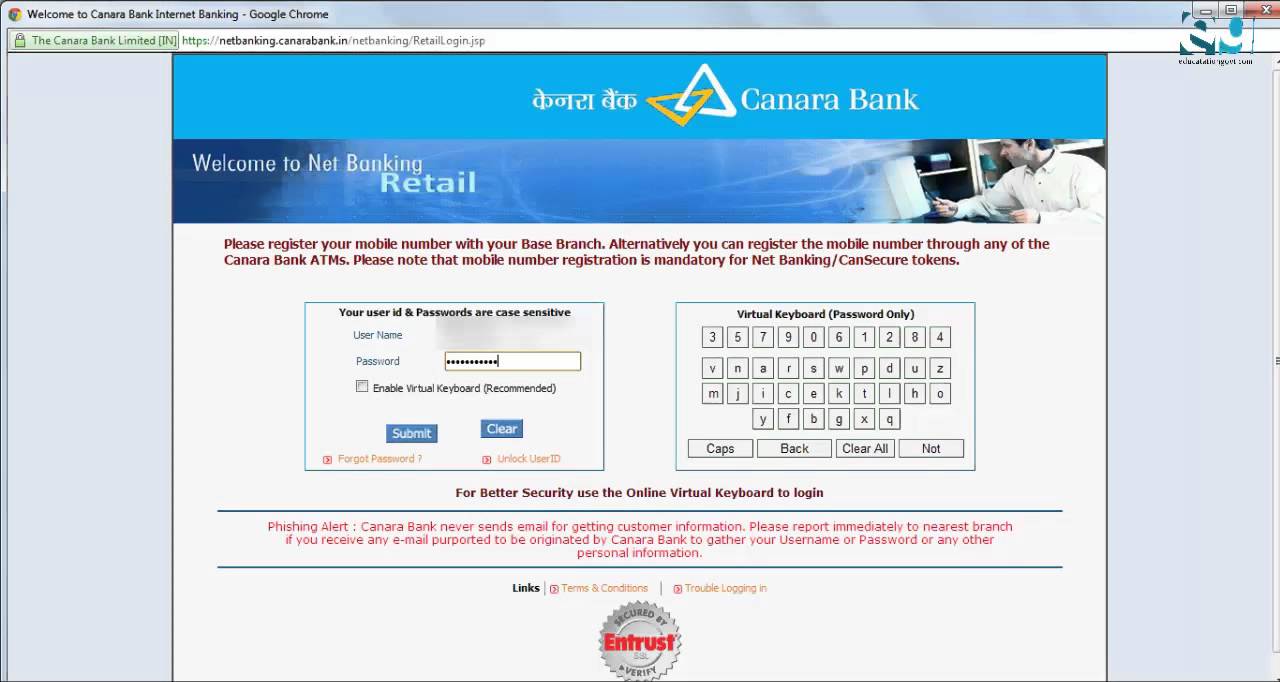 Welcome to Canara Bank Internet Banking - Google Chrome
The Canara Bank Limited [IN] https://netbanking.canarabank.in/netbanking/RetailLogin.jsp
Sg
educatationgovt.com
केनरा बैंक Canara Bank
Welcome to Net Banking
Retail
Please register your mobile number with your Base Branch. Alternatively you can register the mobile number through any of the
Canara Bank ATMs. Please note that mobile number registration is mandatory for Net Banking/CanSecure tokens.
Your user id & Passwords are case sensitive
User Name
Password •••••••••••
Enable Virtual Keyboard (Recommended)
Submit Clear
Forgot Password ? Unlock UserID
Virtual Keyboard (Password Only)
3 5 7 9 0 6 1 2 8 4
v n a r s w p d u z
m j i c e k t l h o
y f b g x q
Caps Back Clear All Not
For Better Security use the Online Virtual Keyboard to login
Phishing Alert : Canara Bank never sends email for getting customer information. Please report immediately to nearest branch
if you receive any e-mail purported to be originated by Canara Bank to gather your Username or Password or any other
personal information.
Links Terms & Conditions | Trouble Logging in
SECURED BY
Entrust
SSL
VERIFY